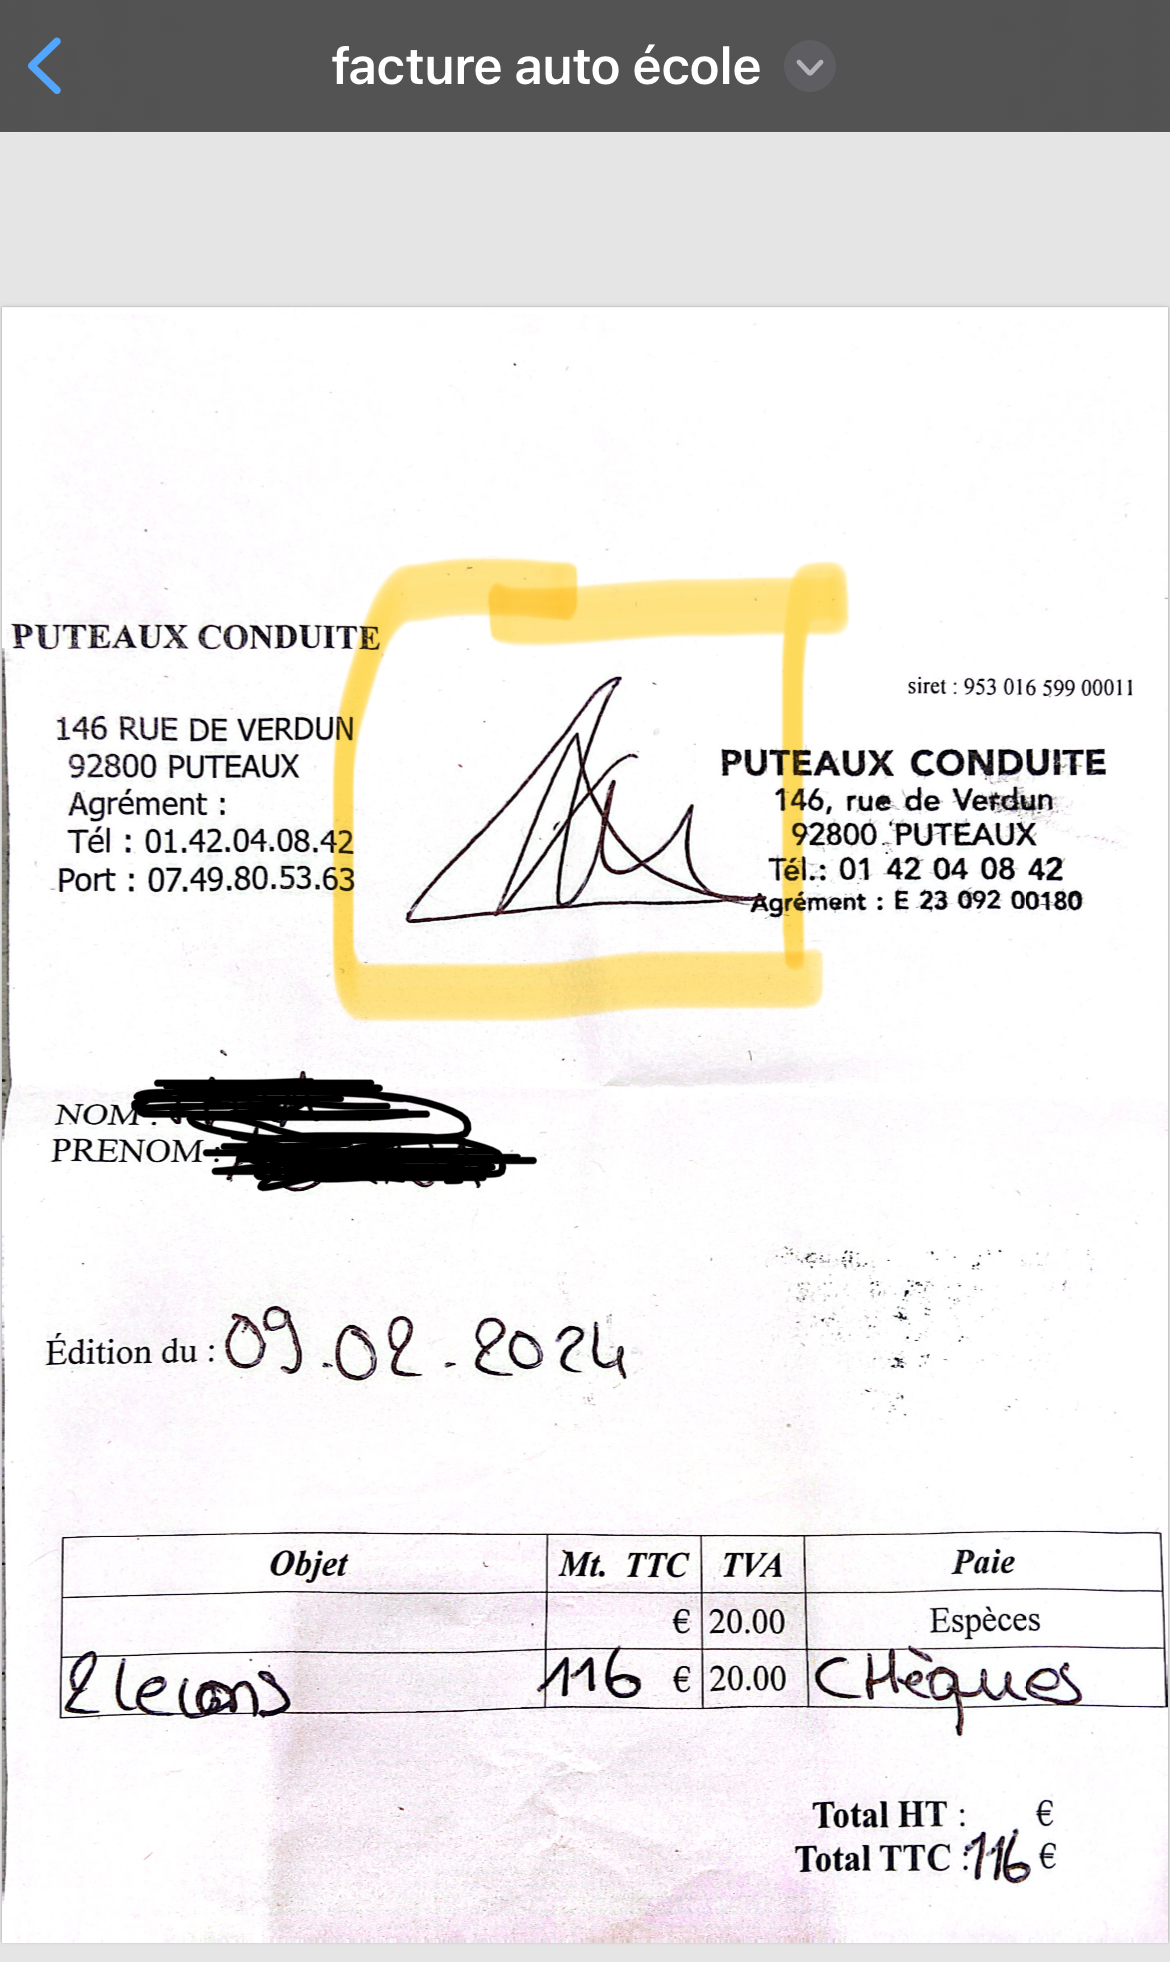 facture auto école
PUTEAUX CONDUITE
146 RUE DE VERDUN
92800 PUTEAUX
Agrément :
Tél : 01.42.04.08.42
Port : 07.49.80.53.63
siret : 953 016 599 00011
PUTEAUX CONDUITE
146, rue de Verdun
92800 PUTEAUX
Tél.: 01 42 04 08 42
Agrément : E 23 092 00180
NOM :
PRENOM :
Édition du : 09.02.2024
Objet Mt. TTC TVA Paie
€ 20.00 Espèces
2 lecons 116 € 20.00 CHèques
Total HT : €
Total TTC : 116 €